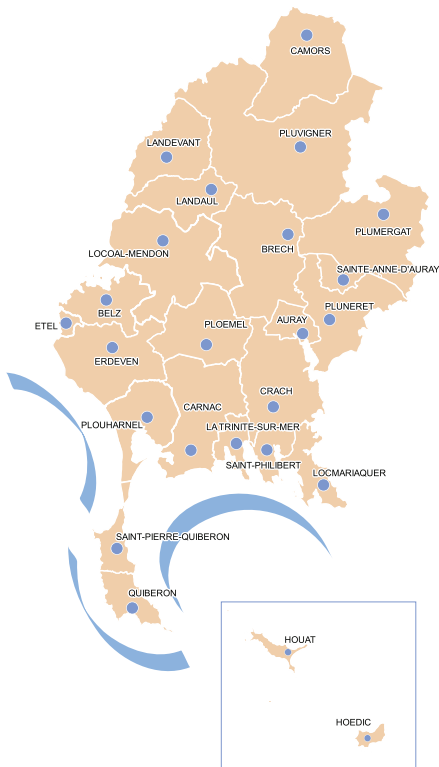 CAMORS
PLUVIGNER
LANDEVANT
LANDAUL
PLUMERGAT
BRECH
LOCOAL-MENDON
SAINTE-ANNE-D'AURAY
PLUNERET
BELZ
AURAY
PLOEMEL
ETEL
ERDEVEN
CRACH
CARNAC
PLOUHARNEL
LA TRINITE-SUR-MER
SAINT-PHILIBERT
LOCMARIAQUER
SAINT-PIERRE-QUIBERON
QUIBERON
HOUAT
HOEDIC